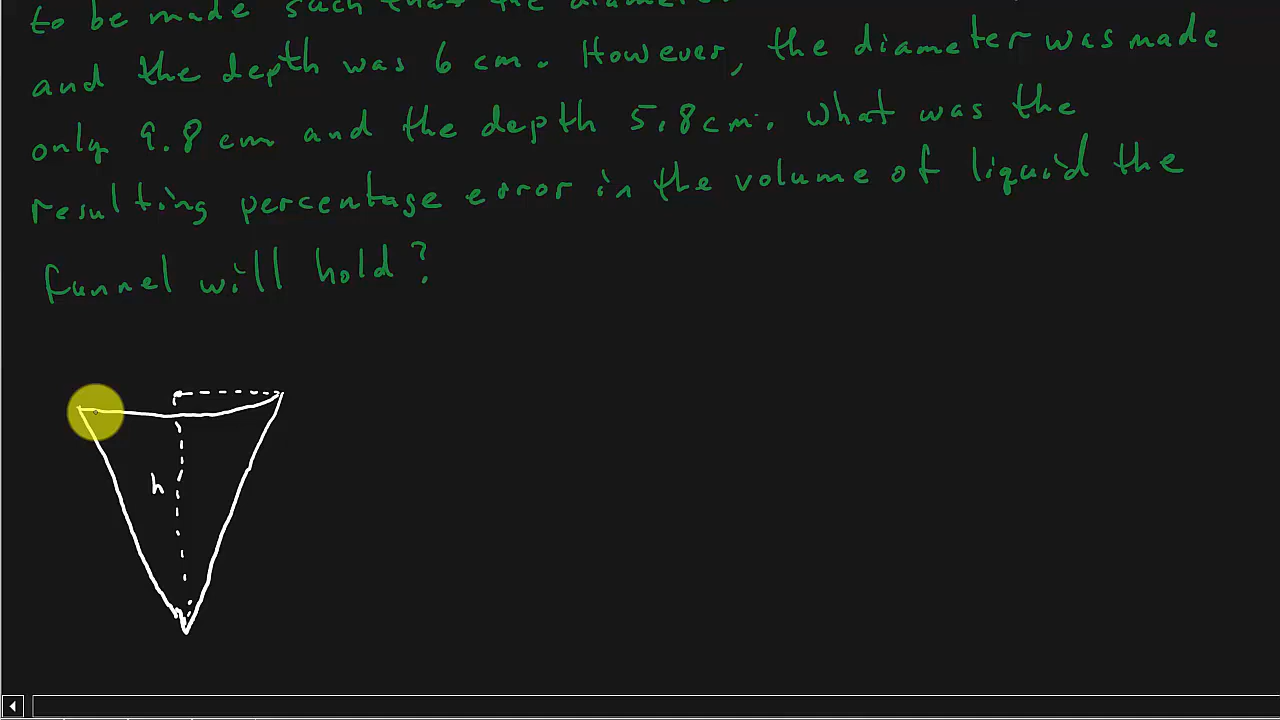 to be made such that the
and the depth was 6 cm. However, the diameter was made
only 9.8 cm and the depth 5.8cm. What was the
resulting percentage error in the volume of liquid the
funnel will hold?
h